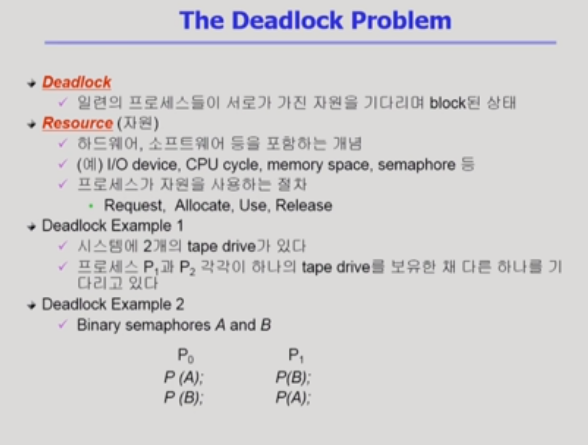 The Deadlock Problem
Deadlock
일련의 프로세스들이 서로가 가진 자원을 기다리며 block된 상태
Resource (자원)
하드웨어, 소프트웨어 등을 포함하는 개념
(예) I/O device, CPU cycle, memory space, semaphore 등
프로세스가 자원을 사용하는 절차
Request, Allocate, Use, Release
Deadlock Example 1
시스템에 2개의 tape drive가 있다
프로세스 P₁과 P₂ 각각이 하나의 tape drive를 보유한 채 다른 하나를 기
다리고 있다
Deadlock Example 2
Binary semaphores A and B
P₀ P₁
P (A); P(B);
P (B); P(A);